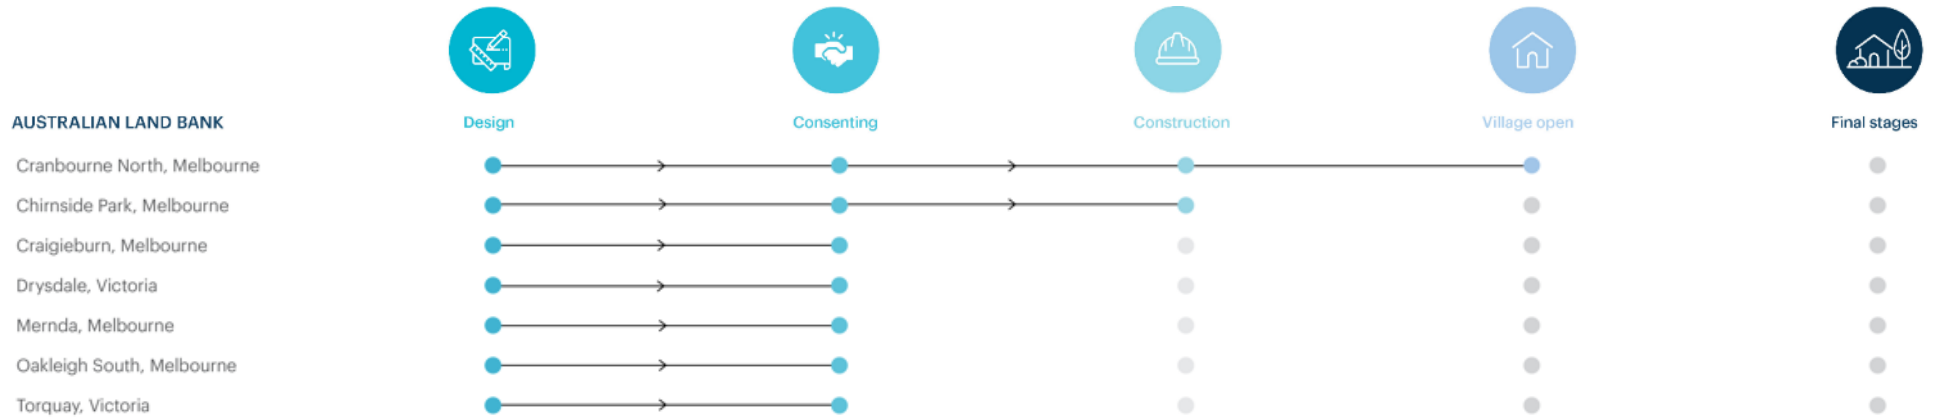 AUSTRALIAN LAND BANK Design Consenting Construction Village open Final stages
Cranbourne North, Melbourne
Chirnside Park, Melbourne
Craigieburn, Melbourne
Drysdale, Victoria
Mernda, Melbourne
Oakleigh South, Melbourne
Torquay, Victoria